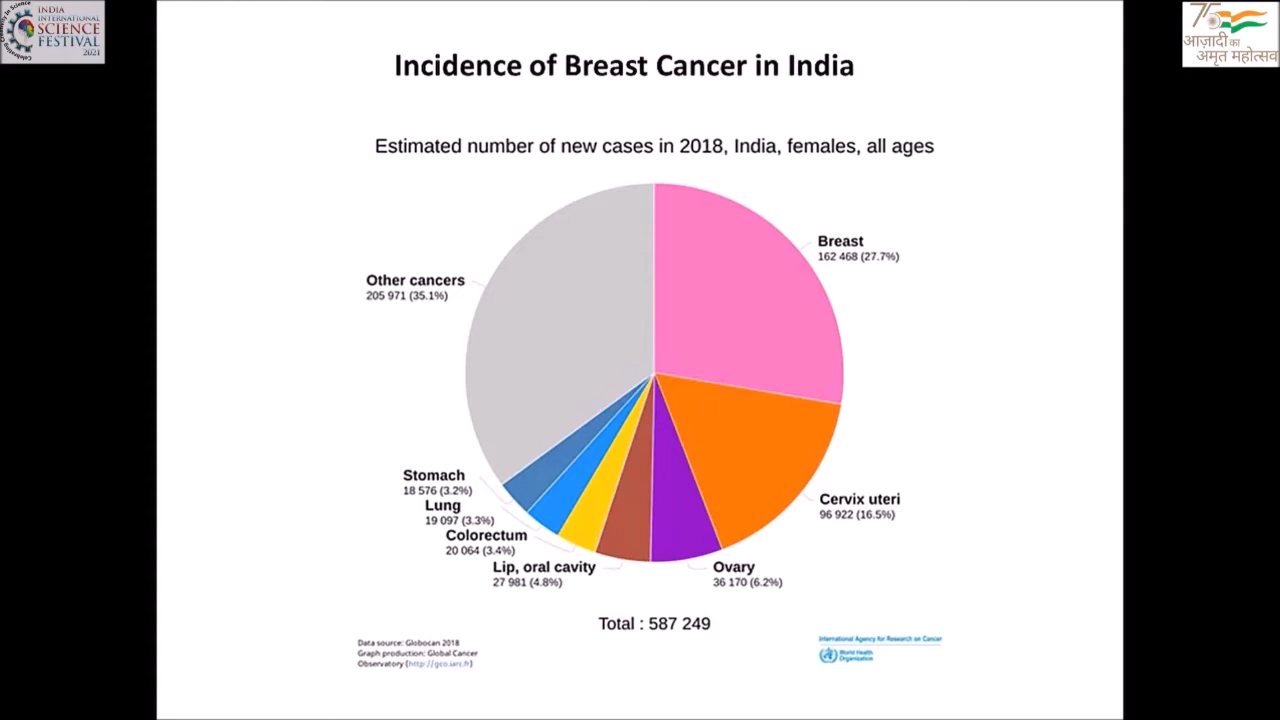 INDIA
INTERNATIONAL
SCIENCE
FESTIVAL
2021
Celebrating Creativity in Science
आज़ादी का
अमृत महोत्सव
Incidence of Breast Cancer in India
Estimated number of new cases in 2018, India, females, all ages
Breast
162 468 (27.7%)
Other cancers
205 971 (35.1%)
Stomach
18 576 (3.2%)
Lung
19 097 (3.3%)
Colorectum
20 064 (3.4%)
Lip, oral cavity
27 981 (4.8%)
Ovary
36 170 (6.2%)
Cervix uteri
96 922 (16.5%)
Total : 587 249
Data source: Globocan 2018
Graph production: Global Cancer
Observatory (http://gco.iarc.fr)
International Agency for Research on Cancer
World Health
Organization